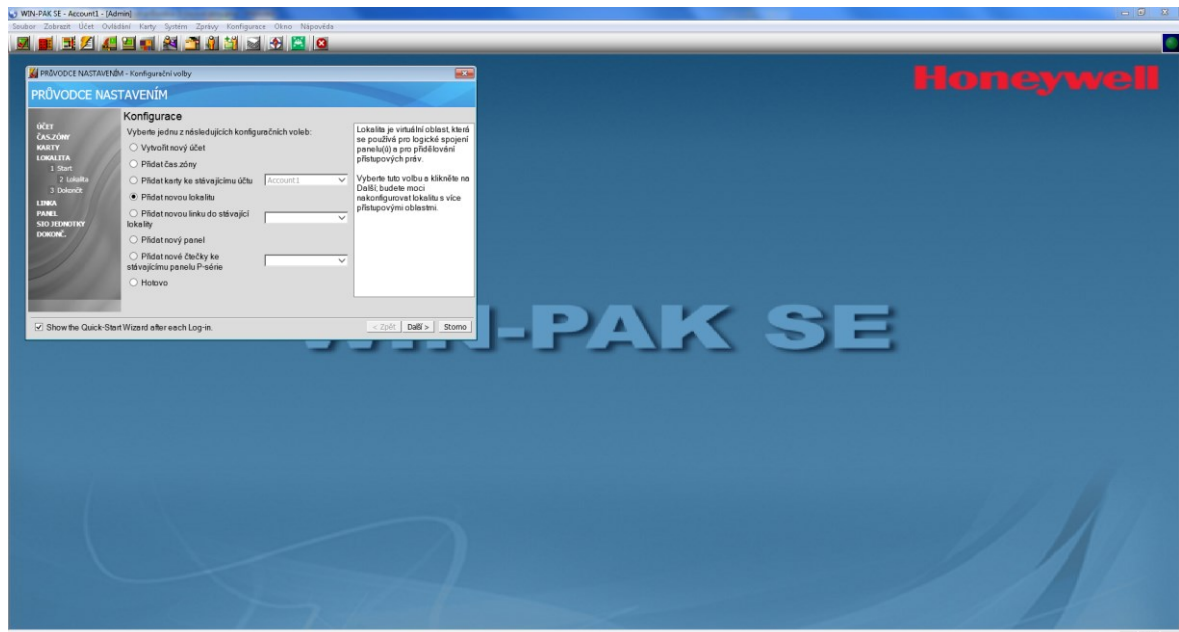 WIN-PAK SE - Account1 - [Admin]
Soubor Zobrazit Účet Ovládání Karty Systém Zprávy Konfigurace Okno Nápověda
Honeywell
PRŮVODCE NASTAVENÍM - Konfigurační volby
PRŮVODCE NASTAVENÍM
ÚČET
ČAS.ZÓNY
KARTY
LOKALITA
1 Start
2 Lokalita
3 Dokončit
LINKA
PANEL
SIO JEDNOTKY
DOKONČ.
Konfigurace
Vyberte jednu z následujících konfiguračních voleb:
Vytvořit nový účet
Přidat čas.zóny
Přidat karty ke stávajícímu účtu Account1
Přidat novou lokalitu
Přidat novou linku do stávající
lokality
Přidat nový panel
Přidat nové čtečky ke
stávajícímu panelu P-série
Hotovo
Lokalita je virtuální oblast, která
se používá pro logické spojení
panelu(ů) a pro přidělování
přístupových práv.
Vyberte tuto volbu a klikněte na
Další; budete moci
nakonfigurovat lokalitu s více
přístupovými oblastmi.
Show the Quick-Start Wizard after each Log-in.
< Zpět Další > Storno
WIN-PAK SE